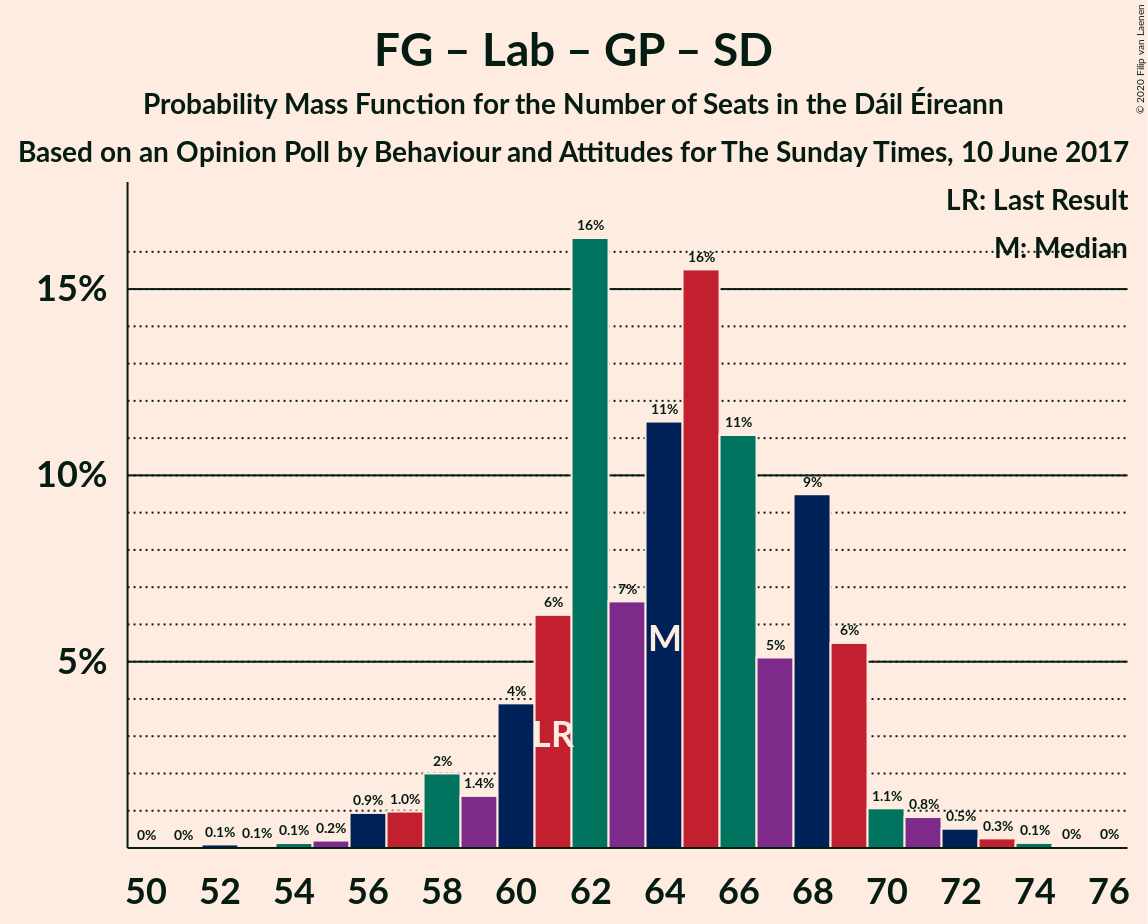 FG – Lab – GP – SD
Probability Mass Function for the Number of Seats in the Dáil Éireann
Based on an Opinion Poll by Behaviour and Attitudes for The Sunday Times, 10 June 2017
© 2020 Filip van Laenen
LR: Last Result
M: Median
15%
10%
5%
0% 0% 0.1% 0.1% 0.1% 0.2% 0.9% 1.0% 2% 1.4% 4% 6% 16% 7% 11% 16% 11% 5% 9% 6% 1.1% 0.8% 0.5% 0.3% 0.1% 0% 0%
LR
M
50 52 54 56 58 60 62 64 66 68 70 72 74 76